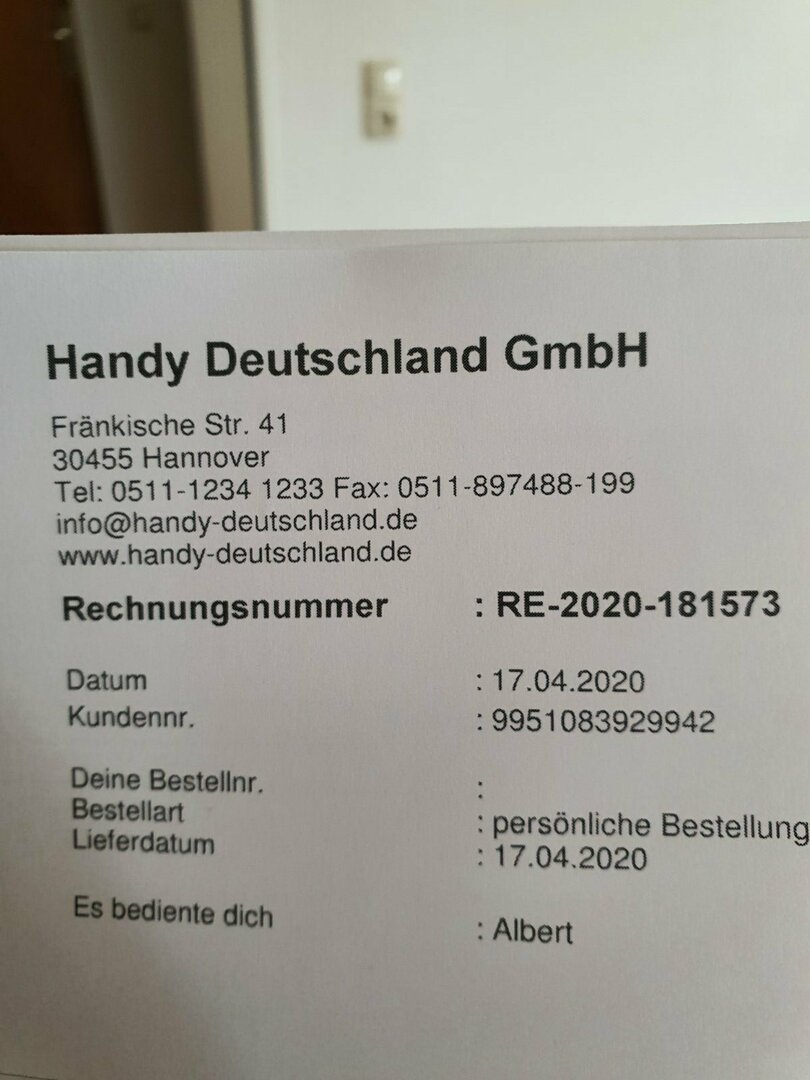 Handy Deutschland GmbH
Fränkische Str. 41
30455 Hannover
Tel: 0511-1234 1233 Fax: 0511-897488-199
info@handy-deutschland.de
www.handy-deutschland.de
Rechnungsnummer : RE-2020-181573
Datum : 17.04.2020
Kundennr. : 9951083929942
Deine Bestellnr. :
Bestellart : persönliche Bestellung
Lieferdatum : 17.04.2020
Es bediente dich : Albert